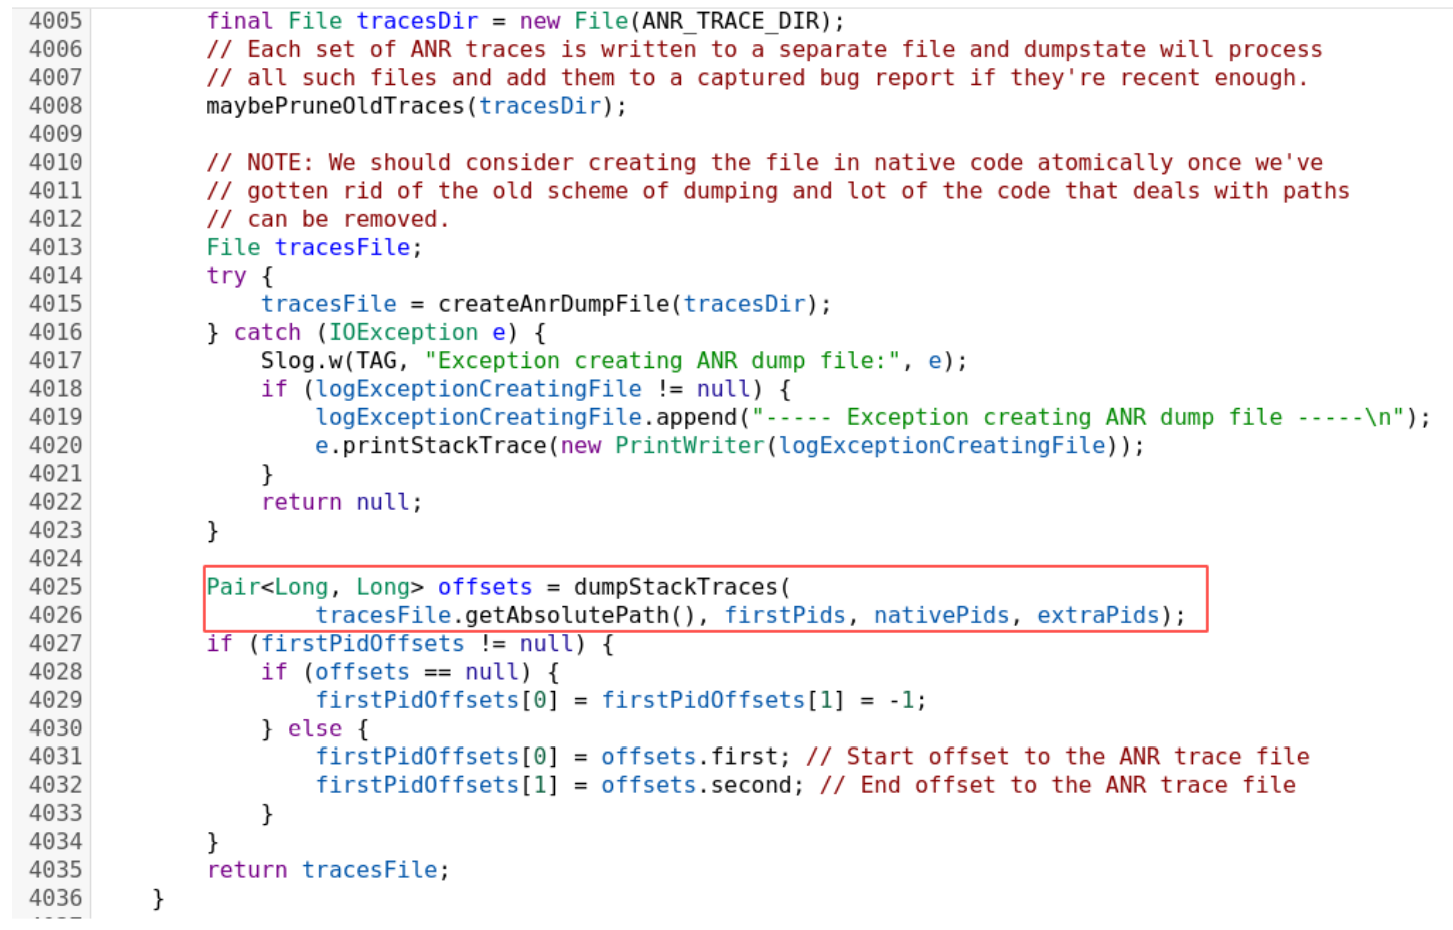 4005 final File tracesDir = new File(ANR_TRACE_DIR);
4006 // Each set of ANR traces is written to a separate file and dumpstate will process
4007 // all such files and add them to a captured bug report if they're recent enough.
4008 maybePruneOldTraces(tracesDir);
4009
4010 // NOTE: We should consider creating the file in native code atomically once we've
4011 // gotten rid of the old scheme of dumping and lot of the code that deals with paths
4012 // can be removed.
4013 File tracesFile;
4014 try {
4015 tracesFile = createAnrDumpFile(tracesDir);
4016 } catch (IOException e) {
4017 Slog.w(TAG, "Exception creating ANR dump file:", e);
4018 if (logExceptionCreatingFile != null) {
4019 logExceptionCreatingFile.append("----- Exception creating ANR dump file -----\n");
4020 e.printStackTrace(new PrintWriter(logExceptionCreatingFile));
4021 }
4022 return null;
4023 }
4024
4025 Pair<Long, Long> offsets = dumpStackTraces(
4026 tracesFile.getAbsolutePath(), firstPids, nativePids, extraPids);
4027 if (firstPidOffsets != null) {
4028 if (offsets == null) {
4029 firstPidOffsets[0] = firstPidOffsets[1] = -1;
4030 } else {
4031 firstPidOffsets[0] = offsets.first; // Start offset to the ANR trace file
4032 firstPidOffsets[1] = offsets.second; // End offset to the ANR trace file
4033 }
4034 }
4035 return tracesFile;
4036 }